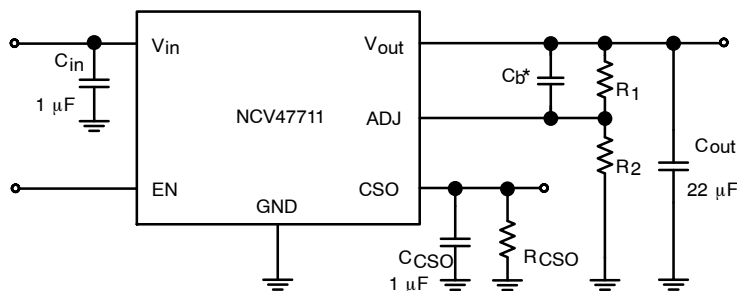 Vin
Vout
Cin
Cb*
R1
1 μF
NCV47711
ADJ
Cout
R2
EN
CSO
22 μF
GND
CCSO
RCSO
1 μF